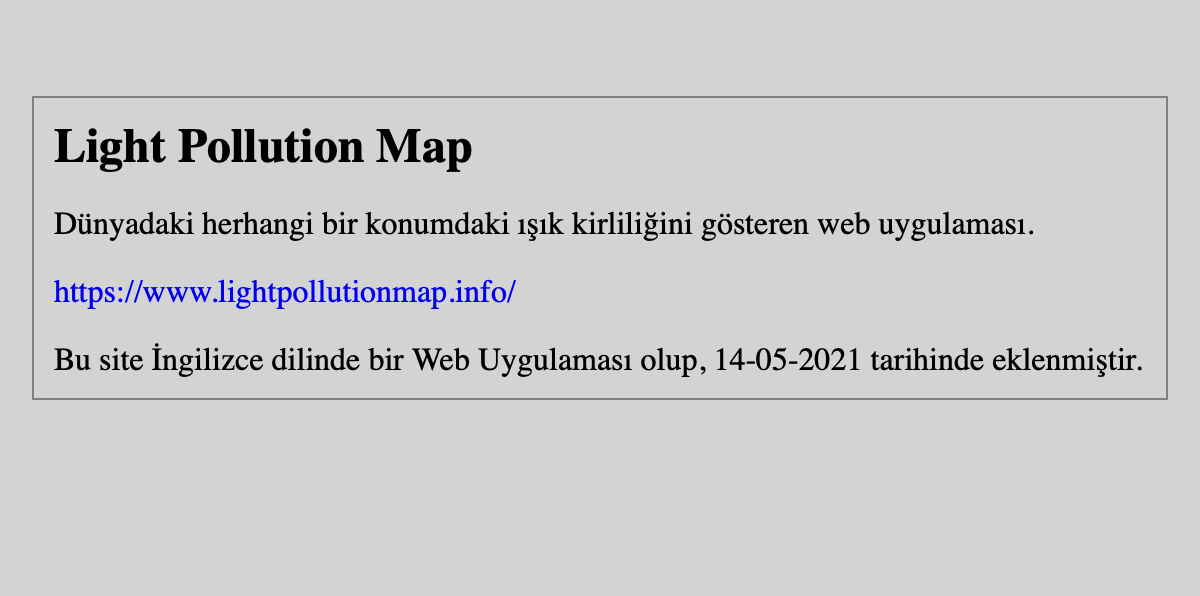 Light Pollution Map
Dünyadaki herhangi bir konumdaki ışık kirliliğini gösteren web uygulaması.
https://www.lightpollutionmap.info/
Bu site İngilizce dilinde bir Web Uygulaması olup, 14-05-2021 tarihinde eklenmiştir.